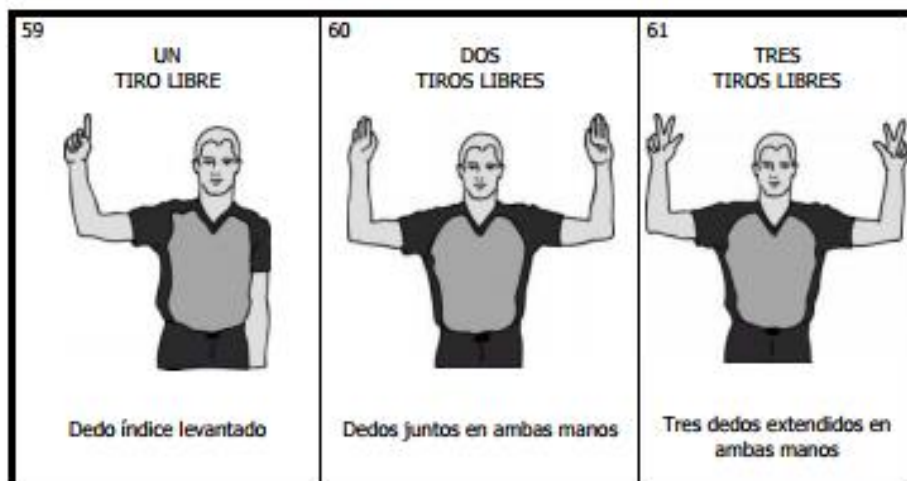 59
UN
TIRO LIBRE
Dedo índice levantado
60
DOS
TIROS LIBRES
Dedos juntos en ambas manos
61
TRES
TIROS LIBRES
Tres dedos extendidos en
ambas manos